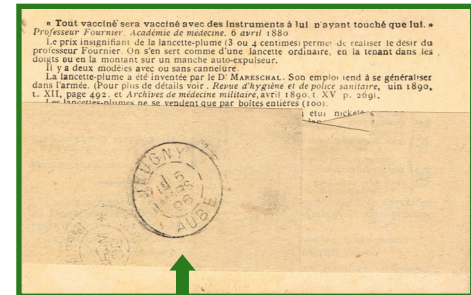 « Tout vacciné sera vacciné avec des instruments à lui n'ayant touché que lui. »
Professeur Fournier. Académie de médecine. 6 avril 1880
Le prix insignifiant de la lancette-plume (3 ou 4 centimes) permet de réaliser le désir du
professeur Fournier. On s'en sert comme d'une lancette ordinaire, en la tenant dans les
doigts ou en la montant sur un manche auto-expulseur.
Il y a deux modèles avec ou sans cannelure.
La lancette-plume a été inventée par le Dr MARESCHAL. Son emploi tend à se généraliser
dans l'armée. (Pour plus de détails voir. Revue d'hygiène et de police sanitaire, uin 1890,
t. XII, page 492. et Archives de médecine militaire, avril 1890. t. XV p. 269).
Les lancettes-plumes ne se vendent que par boîtes entières (100).
étui nickelé
JEUGNY
5
MARS
96
AUBE